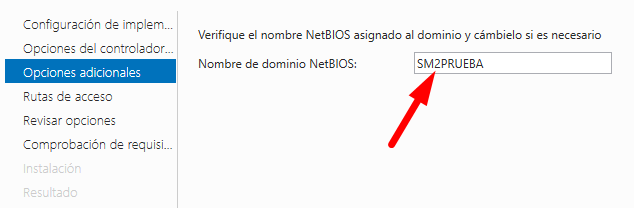 Configuración de implem...
Opciones del controlador...
Opciones adicionales
Rutas de acceso
Revisar opciones
Comprobación de requisi...
Instalación
Resultado
Verifique el nombre NetBIOS asignado al dominio y cámbielo si es necesario
Nombre de dominio NetBIOS: SM2PRUEBA